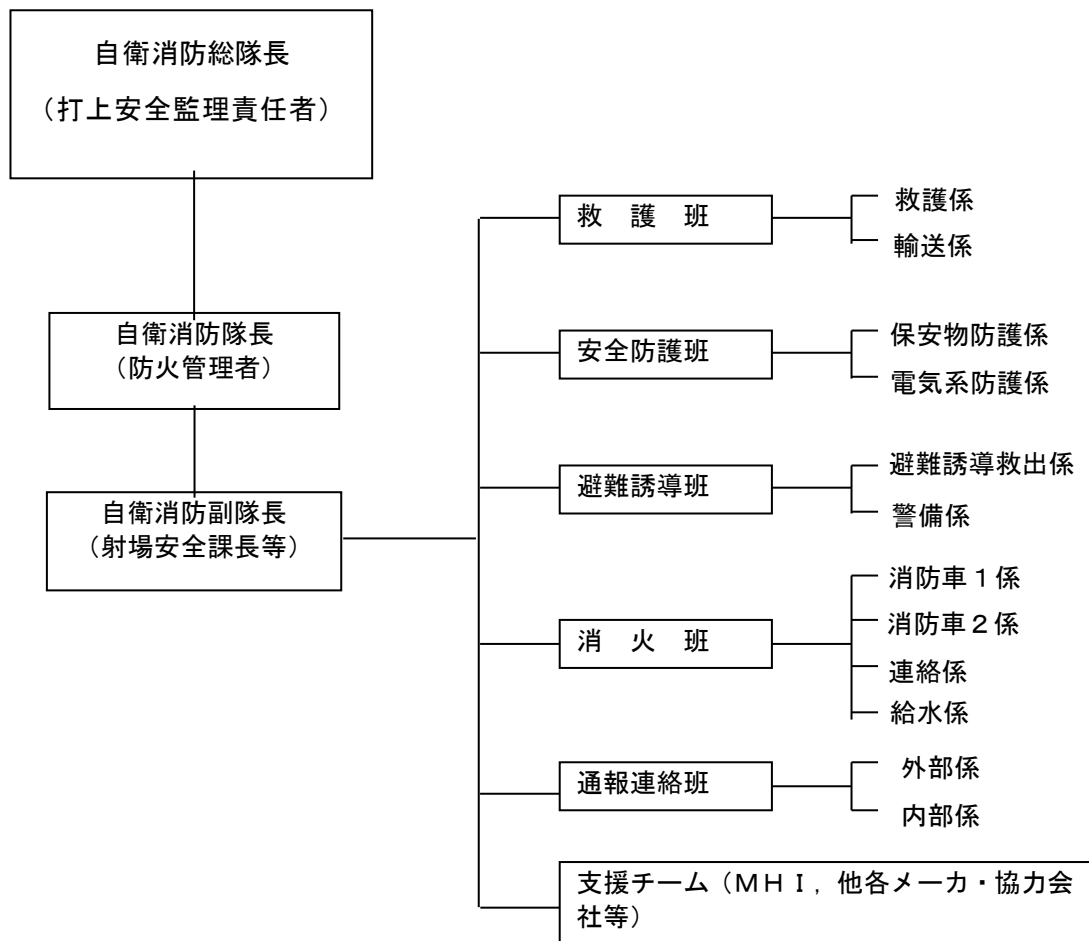 自衛消防総隊長
（打上安全監理責任者）
自衛消防隊長
（防火管理者）
自衛消防副隊長
（射場安全課長等）
救　護　班
救護係
輸送係
安全防護班
保安物防護係
電気系防護係
避難誘導班
避難誘導救出係
警備係
消　火　班
消防車１係
消防車２係
連絡係
給水係
通報連絡班
外部係
内部係
支援チーム（ＭＨＩ，他各メーカ・協力会
社等）